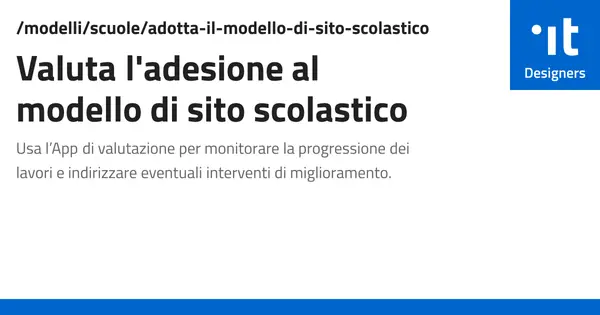 /modelli/scuole/adotta-il-modello-di-sito-scolastico
Valuta l'adesione al
modello di sito scolastico
Usa l’App di valutazione per monitorare la progressione dei
lavori e indirizzare eventuali interventi di miglioramento.
it
Designers